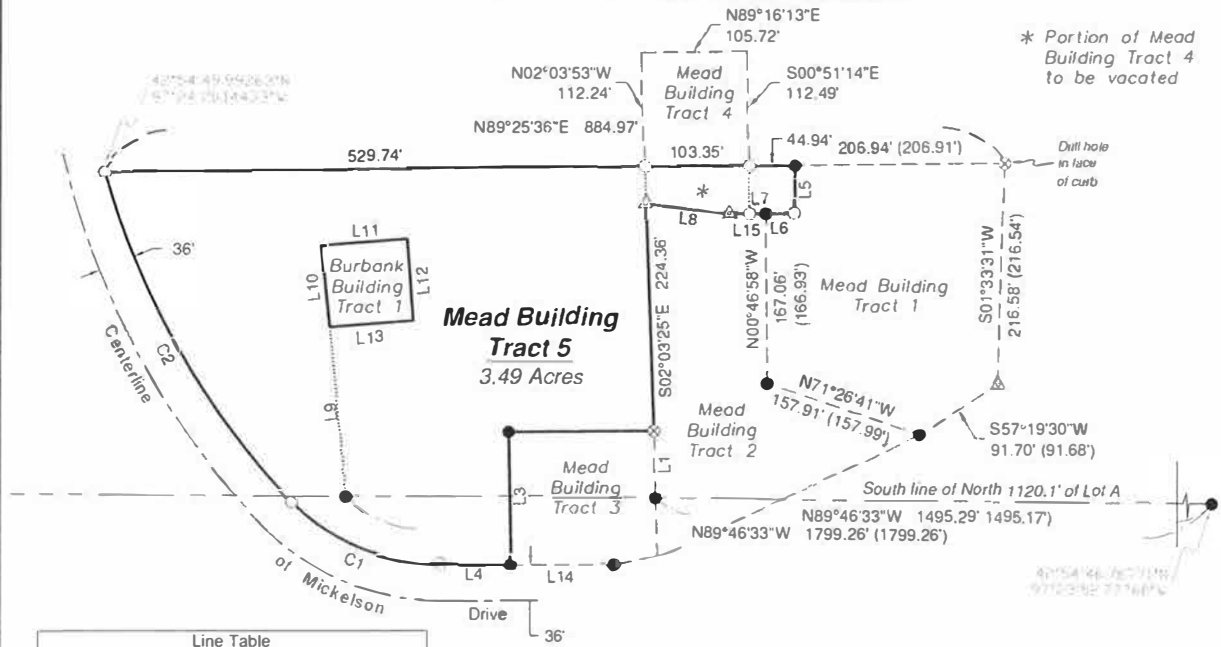 N89°16'13"E
105.72'
* Portion of Mead
Building Tract 4
to be vacated
N02°03'53"W
112.24'
Mead
Building
Tract 4
S00°51'14"E
112.49'
N89°25'36"E 884.97'
529.74'
103.35'
44.94'
206.94' (206.91')
Drill hole
in face
of curb
*
L5
L7
L8
L15
L6
36'
L11
L10
Burbank
Building
Tract 1
L12
L13
Mead Building
Tract 5
3.49 Acres
S02°03'25"E 224.36'
N00°46'58"W
167.06'
(166.93')
Mead Building
Tract 1
S01°33'31"W
216.58' (216.54')
C2
Centerline
L9
N71°26'41"W
157.91' (157.99')
Mead
Building
Tract 2
S57°19'30"W
91.70' (91.68')
Mead
Building
Tract 3
L1
L3
South line of North 1120.1' of Lot A
N89°46'33"W 1495.29' 1495.17')
N89°46'33"W 1799.26' (1799.26')
C1
L4
L14
of Mickelson
Drive
36'
Line Table